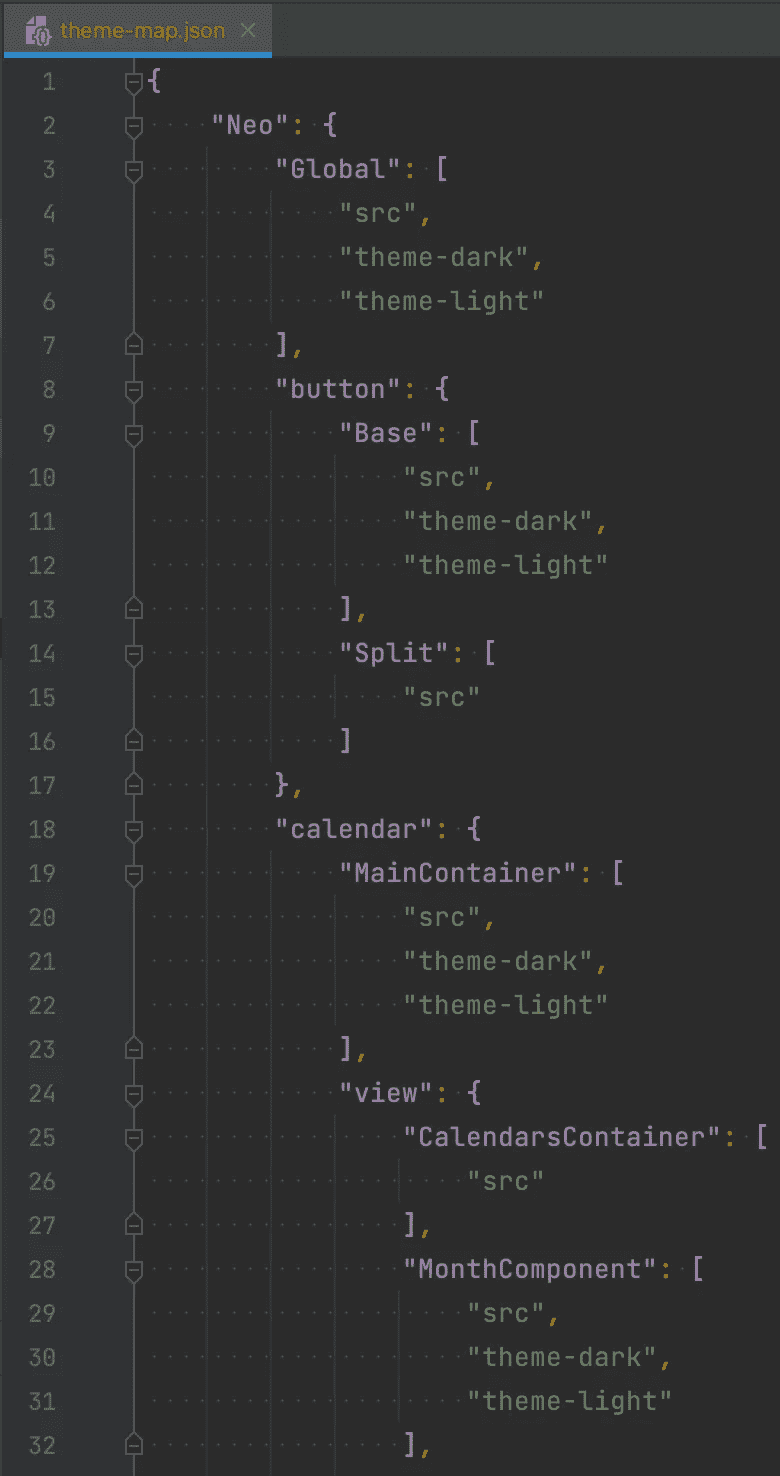 theme-map.json
1 {
2     "Neo": {
3         "Global": [
4             "src",
5             "theme-dark",
6             "theme-light"
7         ],
8         "button": {
9             "Base": [
10                 "src",
11                 "theme-dark",
12                 "theme-light"
13             ],
14             "Split": [
15                 "src"
16             ]
17         },
18         "calendar": {
19             "MainContainer": [
20                 "src",
21                 "theme-dark",
22                 "theme-light"
23             ],
24             "view": {
25                 "CalendarsContainer": [
26                     "src"
27                 ],
28                 "MonthComponent": [
29                     "src",
30                     "theme-dark",
31                     "theme-light"
32                 ],